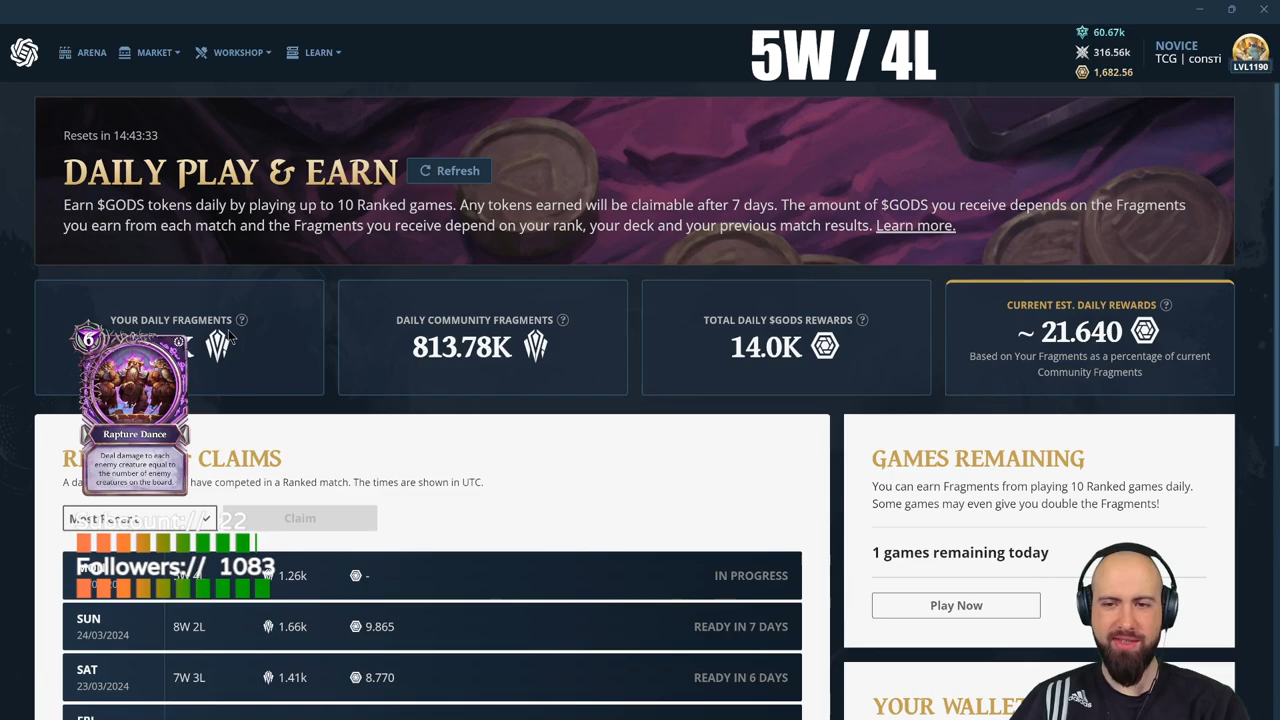 ARENA
MARKET
WORKSHOP
LEARN
5W / 4L
60.67k
316.56k
1,682.56
NOVICE
TCG | consti
LVL1190
Resets in 14:43:33
DAILY PLAY & EARN
Refresh
Earn $GODS tokens daily by playing up to 10 Ranked games. Any tokens earned will be claimable after 7 days. The amount of $GODS you receive depends on the Fragments
you earn from each match and the Fragments you receive depend on your rank, your deck and your previous match results. Learn more.
YOUR DAILY FRAGMENTS ?
K
DAILY COMMUNITY FRAGMENTS ?
813.78K
TOTAL DAILY $GODS REWARDS ?
14.0K
CURRENT EST. DAILY REWARDS ?
~ 21.640
Based on Your Fragments as a percentage of current
Community Fragments
6
Rapture Dance
Deal damage to each
enemy creature equal to
the number of enemy
creatures on the board.
CLAIMS
have competed in a Ranked match. The times are shown in UTC.
Most Recent
Claim
22
Followers:// 1083
1.26k
-
IN PROGRESS
SUN
24/03/2024
8W 2L
1.66k
9.865
READY IN 7 DAYS
SAT
23/03/2024
7W 3L
1.41k
8.770
READY IN 6 DAYS
GAMES REMAINING
You can earn Fragments from playing 10 Ranked games daily.
Some games may even give you double the Fragments!
1 games remaining today
Play Now
YOUR WALLET